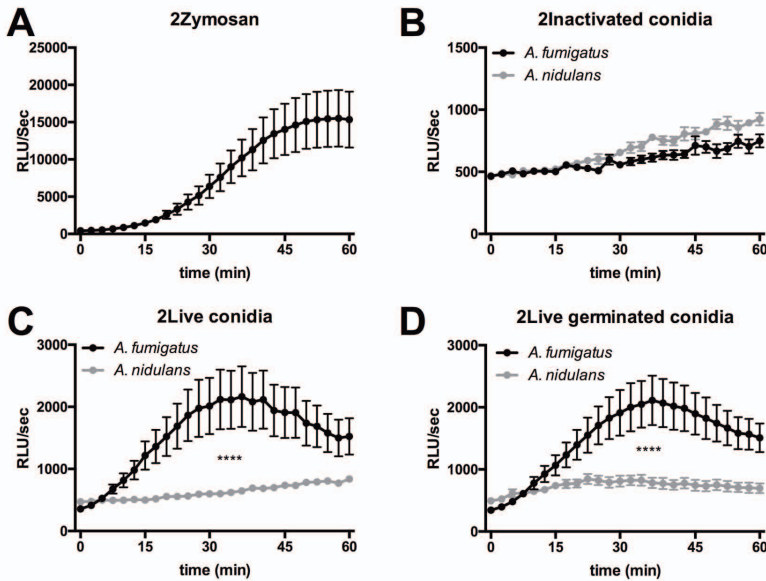 A
2Zymosan
25000
20000
15000
10000
5000
0
RLU/Sec
0 15 30 45 60
time (min)
B
2Inactivated conidia
1500
1000
500
0
RLU/Sec
A. fumigatus
A. nidulans
0 15 30 45 60
time (min)
C
2Live conidia
3000
2000
1000
0
RLU/Sec
A. fumigatus
A. nidulans
****
0 15 30 45 60
time (min)
D
2Live germinated conidia
3000
2000
1000
0
RLU/Sec
A. fumigatus
A. nidulans
****
0 15 30 45 60
time (min)